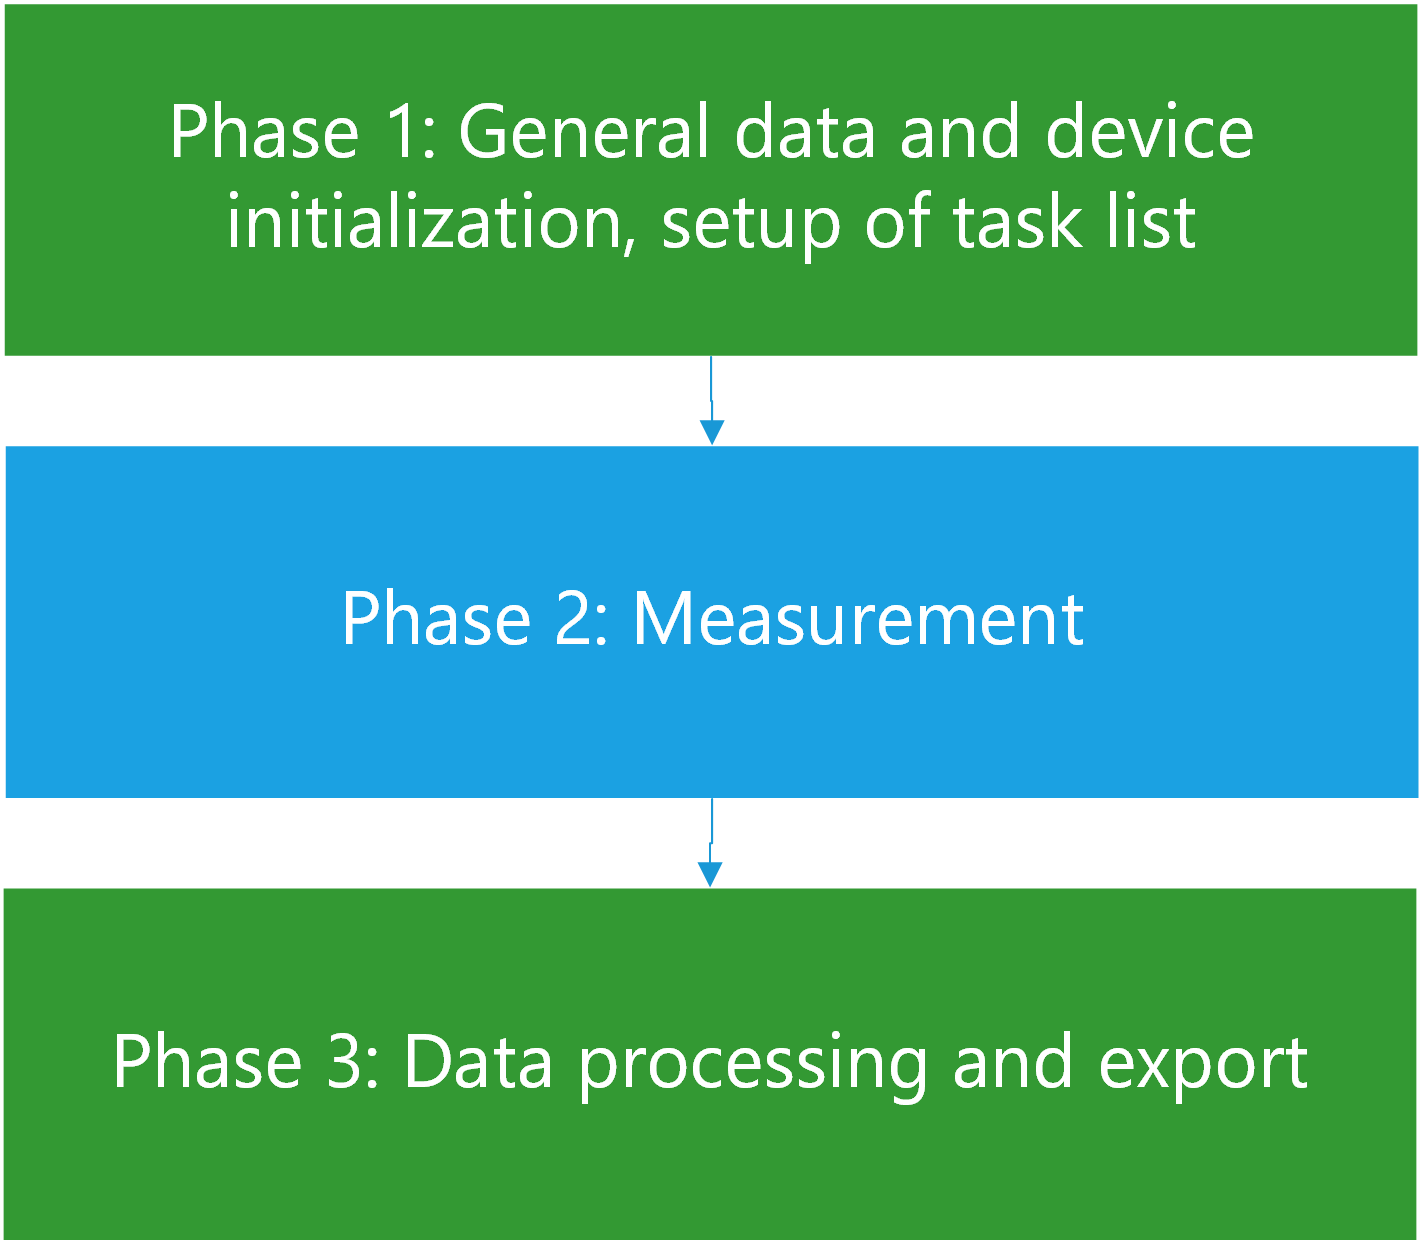 Phase 1: General data and device
initialization, setup of task list
Phase 2: Measurement
Phase 3: Data processing and export